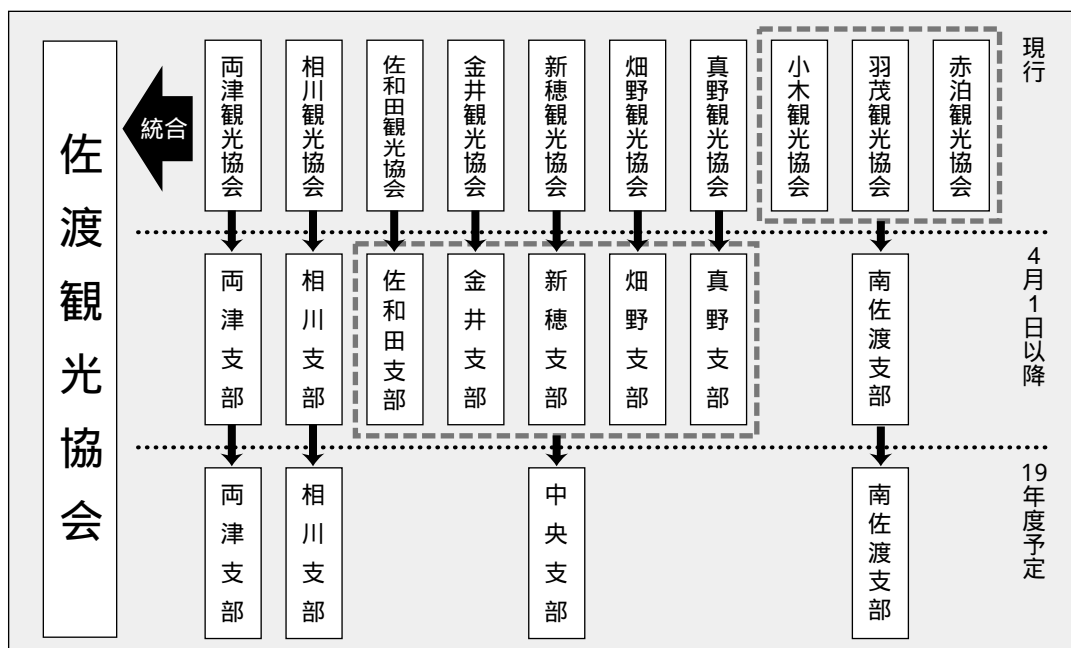 現行
赤泊観光協会
羽茂観光協会
小木観光協会
真野観光協会
畑野観光協会
新穂観光協会
金井観光協会
佐和田観光協会
相川観光協会
両津観光協会
統合
佐渡観光協会
4月1日以降
南佐渡支部
真野支部
畑野支部
新穂支部
金井支部
佐和田支部
相川支部
両津支部
19年度予定
南佐渡支部
中央支部
相川支部
両津支部